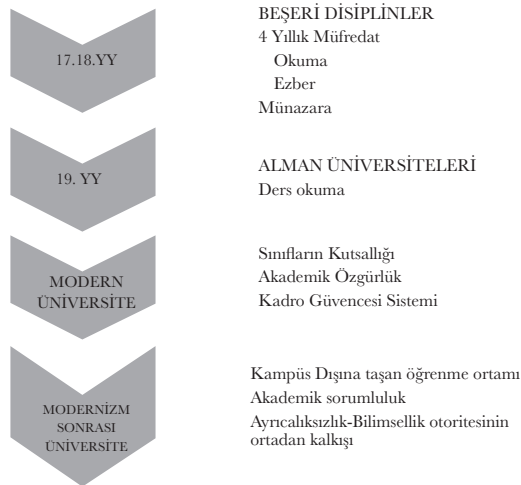 17.18.YY
BEŞERİ DİSİPLİNLER
4 Yıllık Müfredat
Okuma
Ezber
Münazara
19. YY
ALMAN ÜNİVERSİTELERİ
Ders okuma
MODERN
ÜNİVERSİTE
Sınıfların Kutsallığı
Akademik Özgürlük
Kadro Güvencesi Sistemi
MODERNİZM
SONRASI
ÜNİVERSİTE
Kampüs Dışına taşan öğrenme ortamı
Akademik sorumluluk
Ayrıcalıksızlık-Bilimsellik otoritesinin
ortadan kalkışı